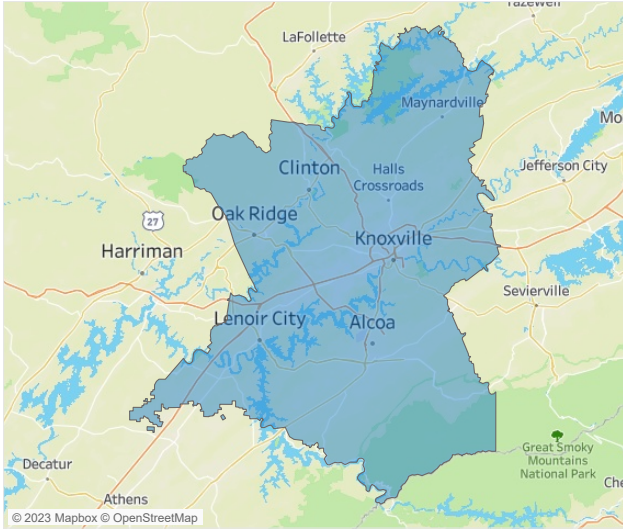 Tazewell
LaFollette
Maynardville
Mo
Clinton
Halls
Crossroads
Jefferson City
Oak Ridge
27
Harriman
Knoxville
Sevierville
Lenoir City
Alcoa
Great Smoky
Mountains
National Park
Decatur
Athens
Che
© 2023 Mapbox © OpenStreetMap